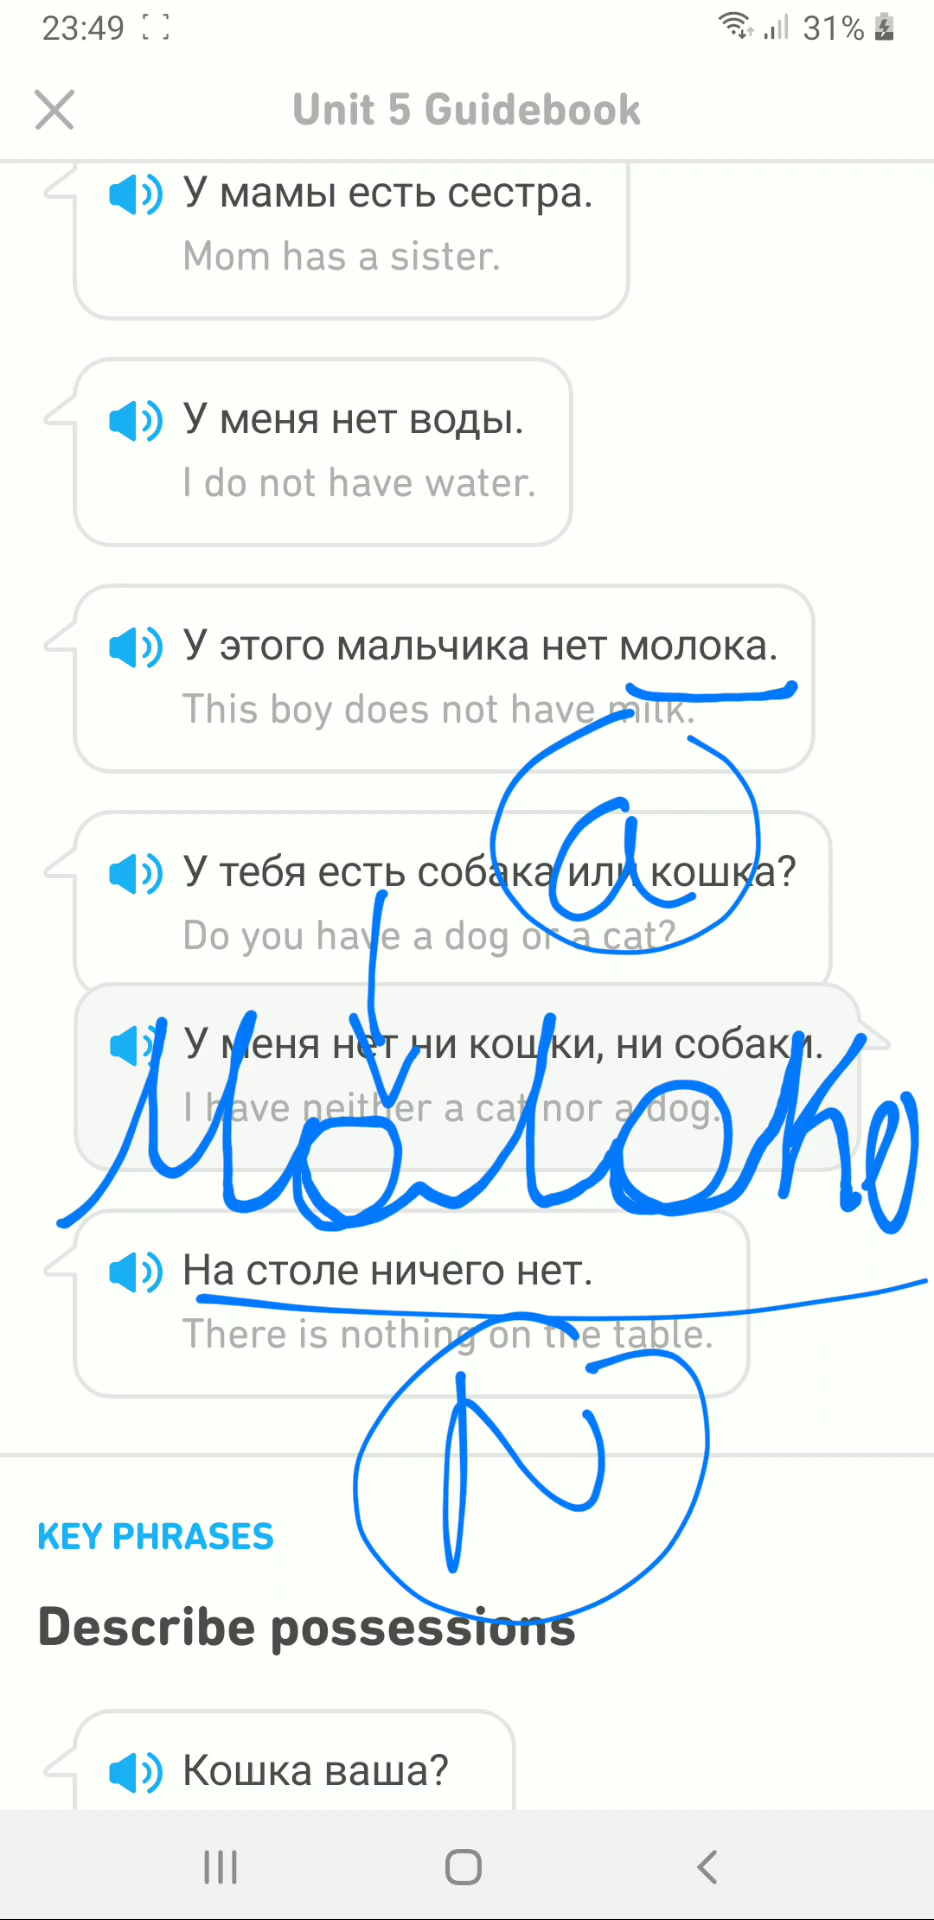 23:49 31%
Unit 5 Guidebook
У мамы есть сестра.
Mom has a sister.
У меня нет воды.
I do not have water.
У этого мальчика нет молока.
This boy does not have milk.
а
У тебя есть собака или кошка?
Do you have a dog or a cat?
У меня нет ни кошки, ни собаки.
I have neither a cat nor a dog.
Молоко
На столе ничего нет.
There is nothing on the table.
N
KEY PHRASES
Describe possessions
Кошка ваша?